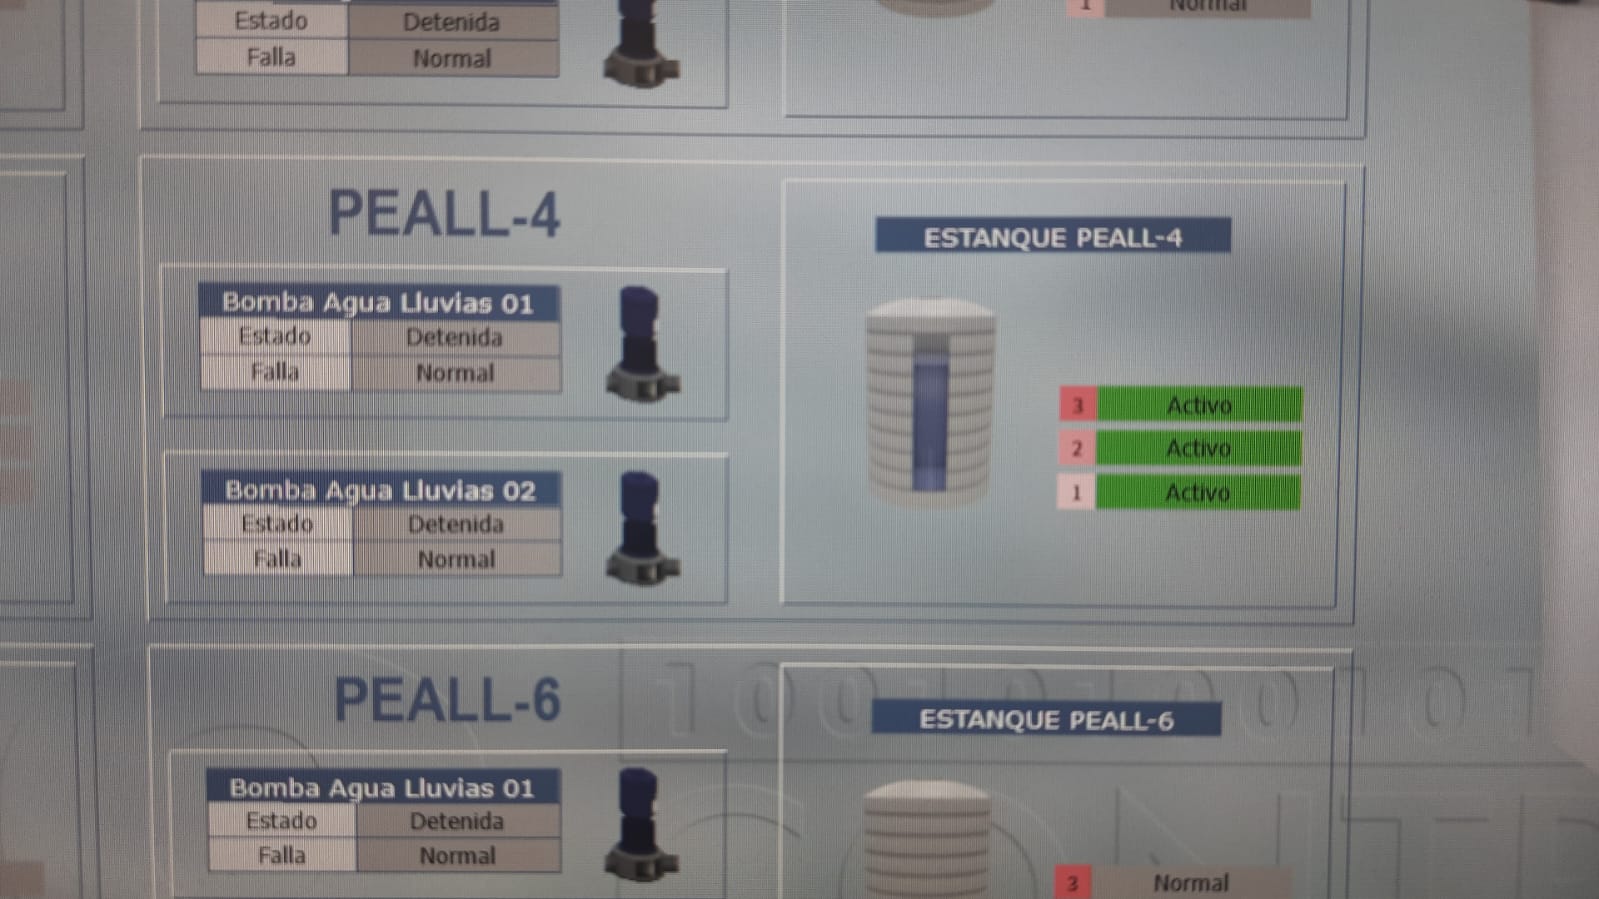 Estado Detenida
Falla Normal
1 Normal
PEALL-4
Bomba Agua Lluvias 01
Estado Detenida
Falla Normal
Bomba Agua Lluvias 02
Estado Detenida
Falla Normal
ESTANQUE PEALL-4
3 Activo
2 Activo
1 Activo
PEALL-6
Bomba Agua Lluvias 01
Estado Detenida
Falla Normal
ESTANQUE PEALL-6
3 Normal